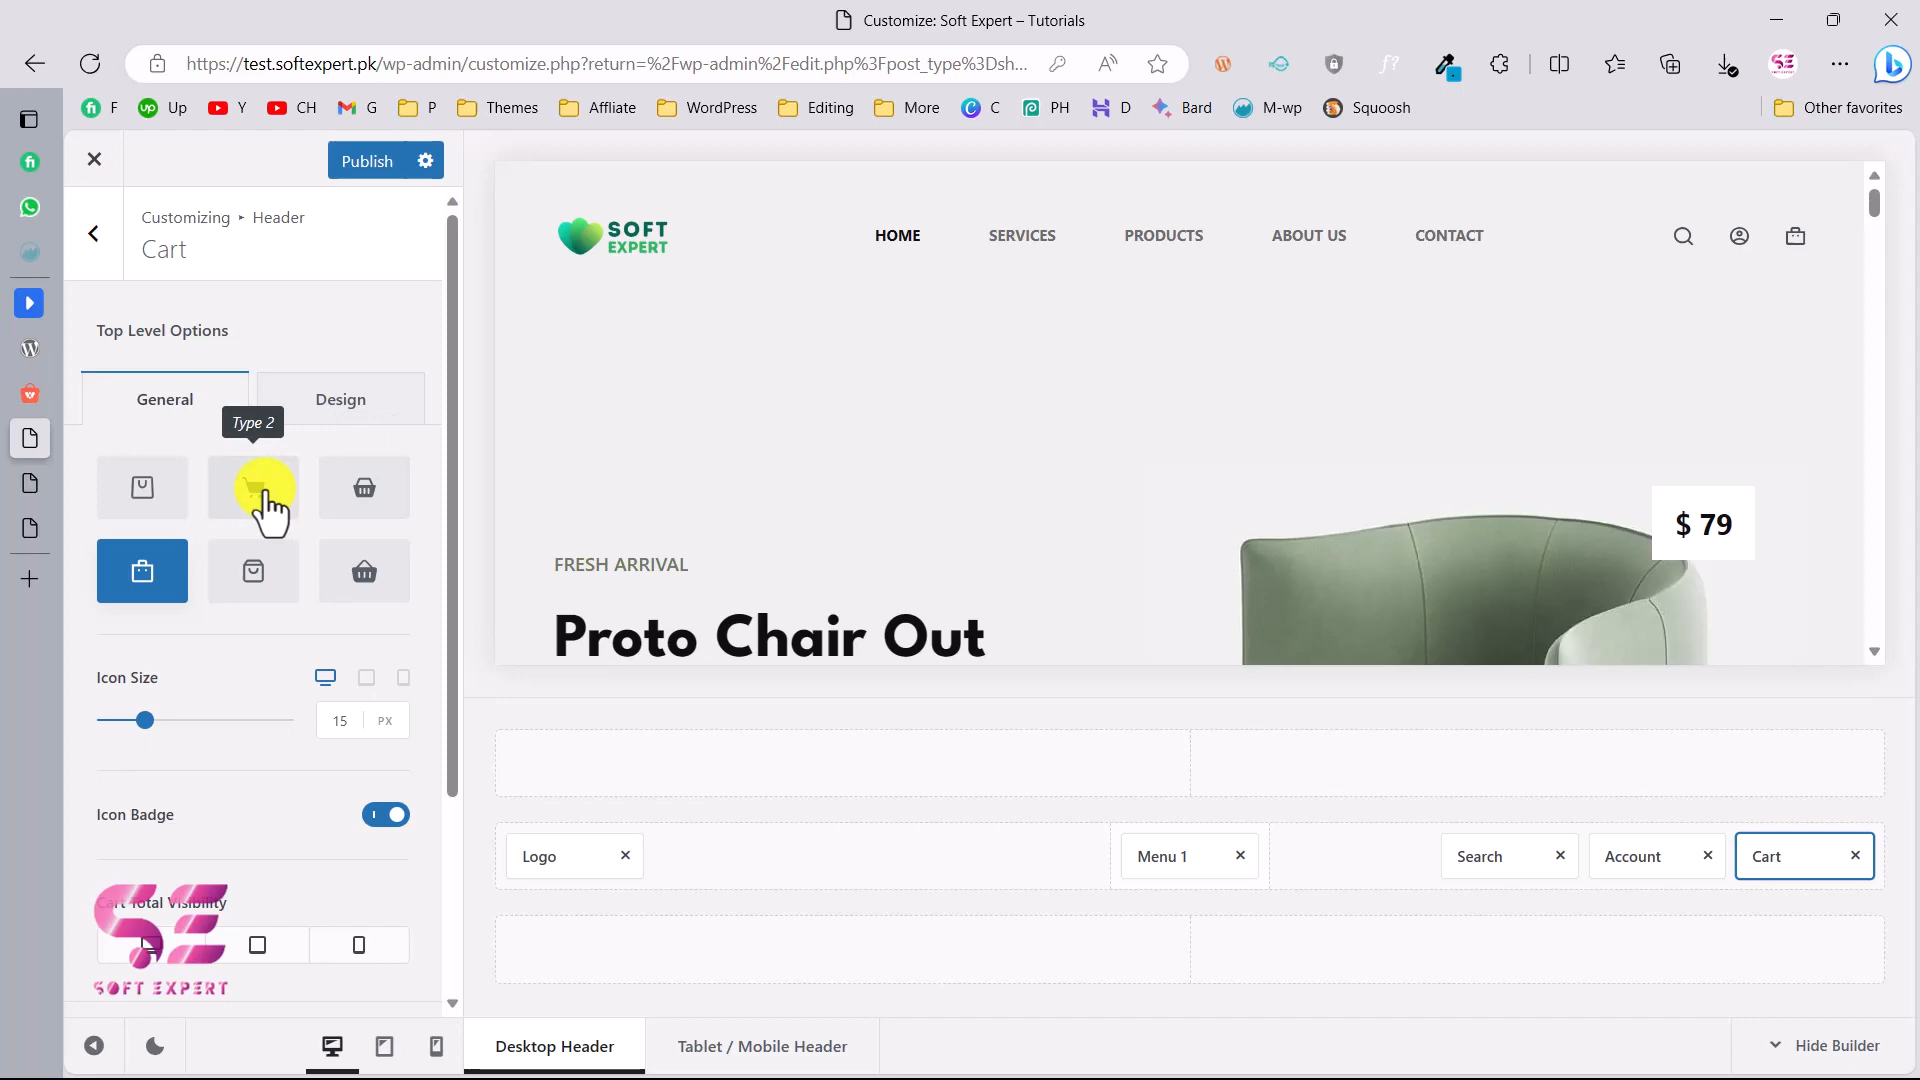 Customize: Soft Expert – Tutorials
https://test.softexpert.pk/wp-admin/customize.php?return=%2Fwp-admin%2Fedit.php%3Fpost_type%3Dsh...
F Up Y CH G P Themes Affliate WordPress Editing More C PH D Bard M-wp Squoosh Other favorites
Publish
Customizing ▸ Header
Cart
Top Level Options
General Design
Type 2
Icon Size
15 PX
Icon Badge
Cart Total Visibility
SOFT EXPERT
SOFT
EXPERT
HOME SERVICES PRODUCTS ABOUT US CONTACT
$ 79
FRESH ARRIVAL
Proto Chair Out
Logo Menu 1 Search Account Cart
Desktop Header Tablet / Mobile Header Hide Builder